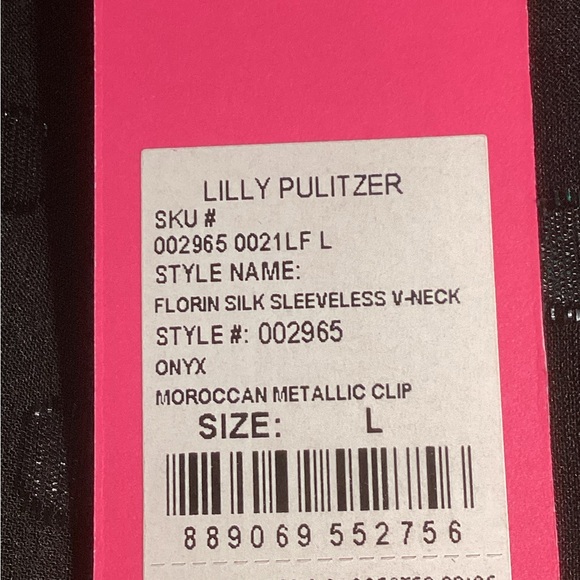 LILLY PULITZER
SKU #
002965 0021LF L
STYLE NAME:
FLORIN SILK SLEEVELESS V-NECK
STYLE #: 002965
ONYX
MOROCCAN METALLIC CLIP
SIZE: L
889069 552756